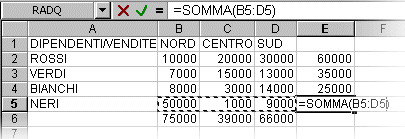 RADQ =SOMMA(B5:D5)
A B C D E F
1 DIPENDENTI\VENDITE NORD CENTRO SUD
2 ROSSI 10000 20000 30000 60000
3 VERDI 7000 15000 13000 35000
4 BIANCHI 8000 3000 14000 25000
5 NERI 50000 1000 9000 =SOMMA(B5:D5)
6 75000 39000 66000